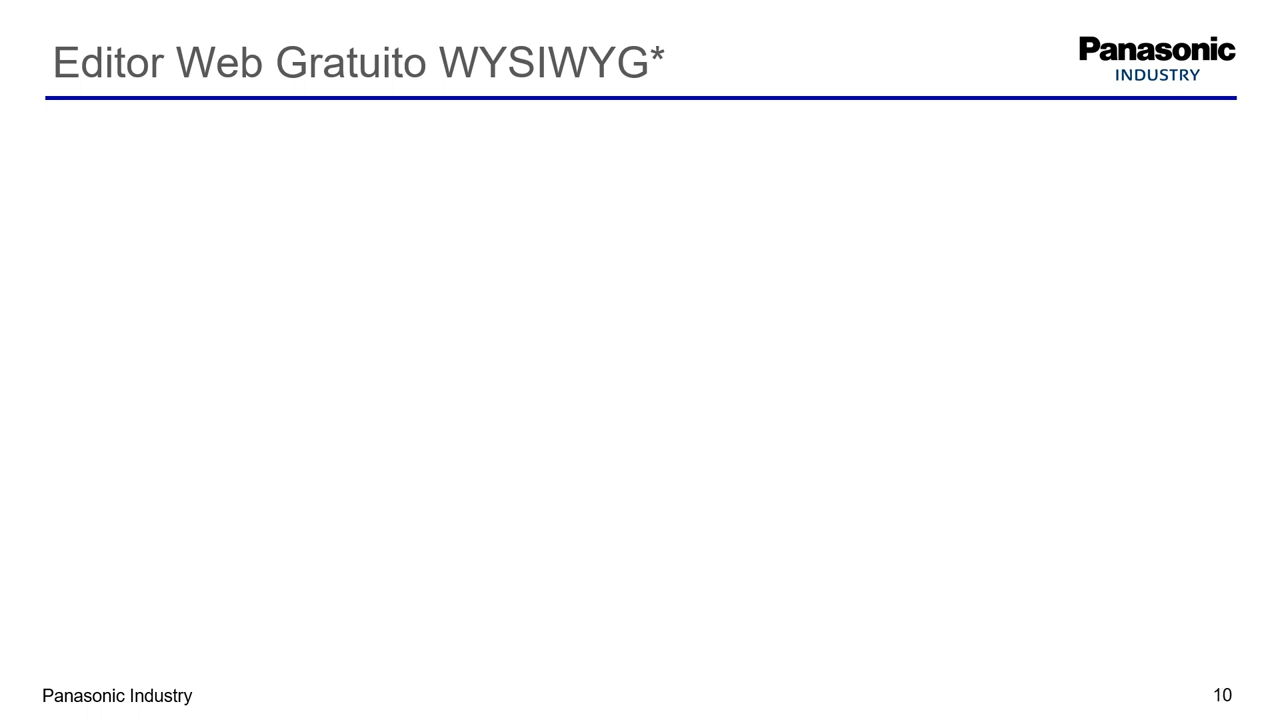 Editor Web Gratuito WYSIWYG*
Panasonic
INDUSTRY
Panasonic Industry
10